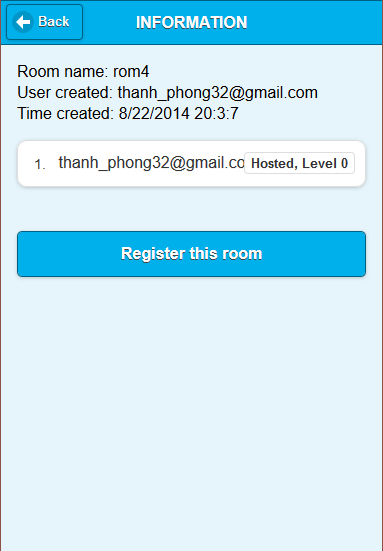 Back
INFORMATION
Room name: rom4
User created: thanh_phong32@gmail.com
Time created: 8/22/2014 20:3:7
1. thanh_phong32@gmail.co Hosted, Level 0
Register this room